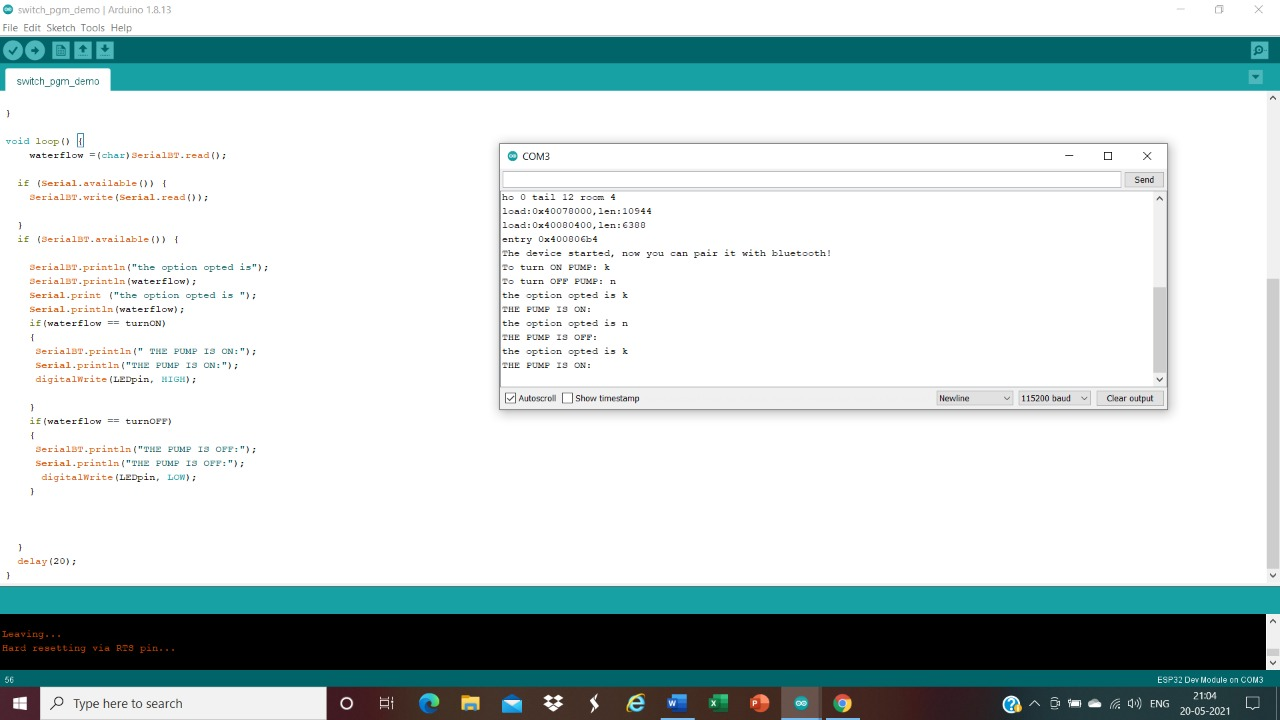 switch_pgm_demo | Arduino 1.8.13
File Edit Sketch Tools Help
switch_pgm_demo
}
void loop() {
waterflow =(char)SerialBT.read();
if (Serial.available()) {
SerialBT.write(Serial.read());
}
if (SerialBT.available()) {
SerialBT.println("the option opted is");
SerialBT.println(waterflow);
Serial.print ("the option opted is ");
Serial.println(waterflow);
if(waterflow == turnON)
{
SerialBT.println(" THE PUMP IS ON:");
Serial.println("THE PUMP IS ON:");
digitalWrite(LEDpin, HIGH);
}
if(waterflow == turnOFF)
{
SerialBT.println("THE PUMP IS OFF:");
Serial.println("THE PUMP IS OFF:");
digitalWrite(LEDpin, LOW);
}
}
delay(20);
}
COM3
Send
ho 0 tail 12 room 4
load:0x40078000,len:10944
load:0x40080400,len:6388
entry 0x400806b4
The device started, now you can pair it with bluetooth!
To turn ON PUMP: k
To turn OFF PUMP: n
the option opted is k
THE PUMP IS ON:
the option opted is n
THE PUMP IS OFF:
the option opted is k
THE PUMP IS ON:
Autoscroll Show timestamp Newline 115200 baud Clear output
Leaving...
Hard resetting via RTS pin...
56 ESP32 Dev Module on COM3
Type here to search
ENG
21:04
20-05-2021